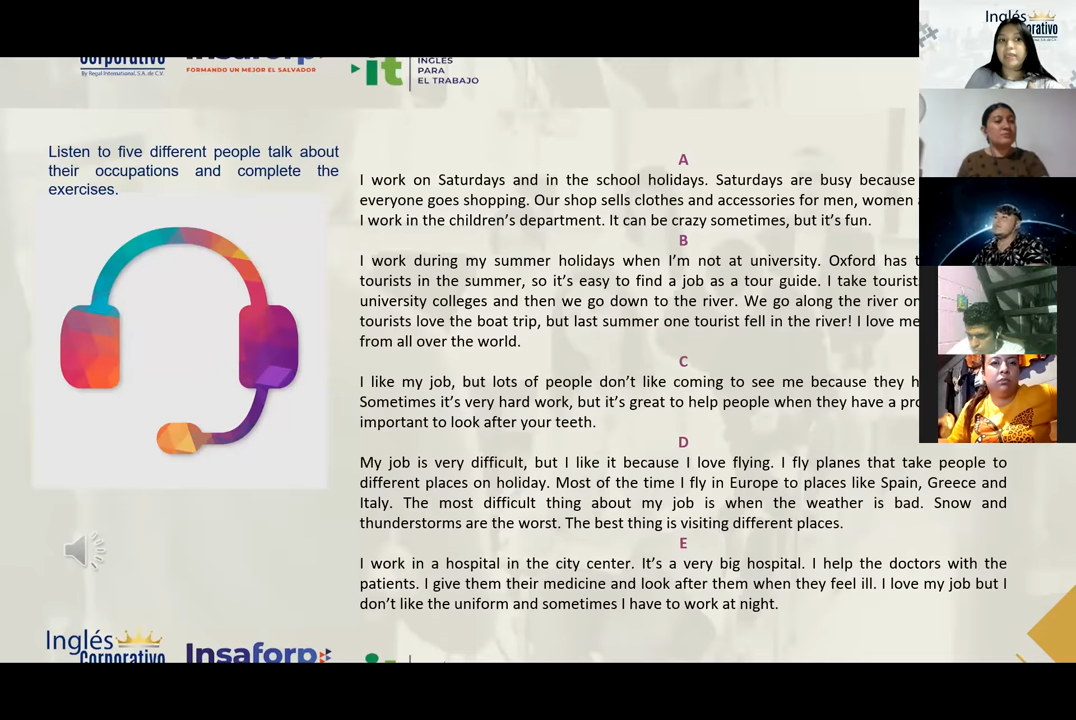 Corporativo
By Regal International, S.A. de C.V.
Insaforp
FORMANDO UN MEJOR EL SALVADOR
it
INGLÉS
PARA
EL TRABAJO
Inglés
Listen to five different people talk about
their occupations and complete the
exercises.
A
I work on Saturdays and in the school holidays. Saturdays are busy because
everyone goes shopping. Our shop sells clothes and accessories for men, women
I work in the children's department. It can be crazy sometimes, but it's fun.
B
I work during my summer holidays when I'm not at university. Oxford has
tourists in the summer, so it's easy to find a job as a tour guide. I take
university colleges and then we go down to the river. We go along the river
tourists love the boat trip, but last summer one tourist fell in the river! I love
from all over the world.
C
I like my job, but lots of people don't like coming to see me because they
Sometimes it's very hard work, but it's great to help people when they have a
important to look after your teeth.
D
My job is very difficult, but I like it because I love flying. I fly planes that take people to
different places on holiday. Most of the time I fly in Europe to places like Spain, Greece and
Italy. The most difficult thing about my job is when the weather is bad. Snow and
thunderstorms are the worst. The best thing is visiting different places.
E
I work in a hospital in the city center. It's a very big hospital. I help the doctors with the
patients. I give them their medicine and look after them when they feel ill. I love my job but I
don't like the uniform and sometimes I have to work at night.
Inglés
Corporativo
Insaforp